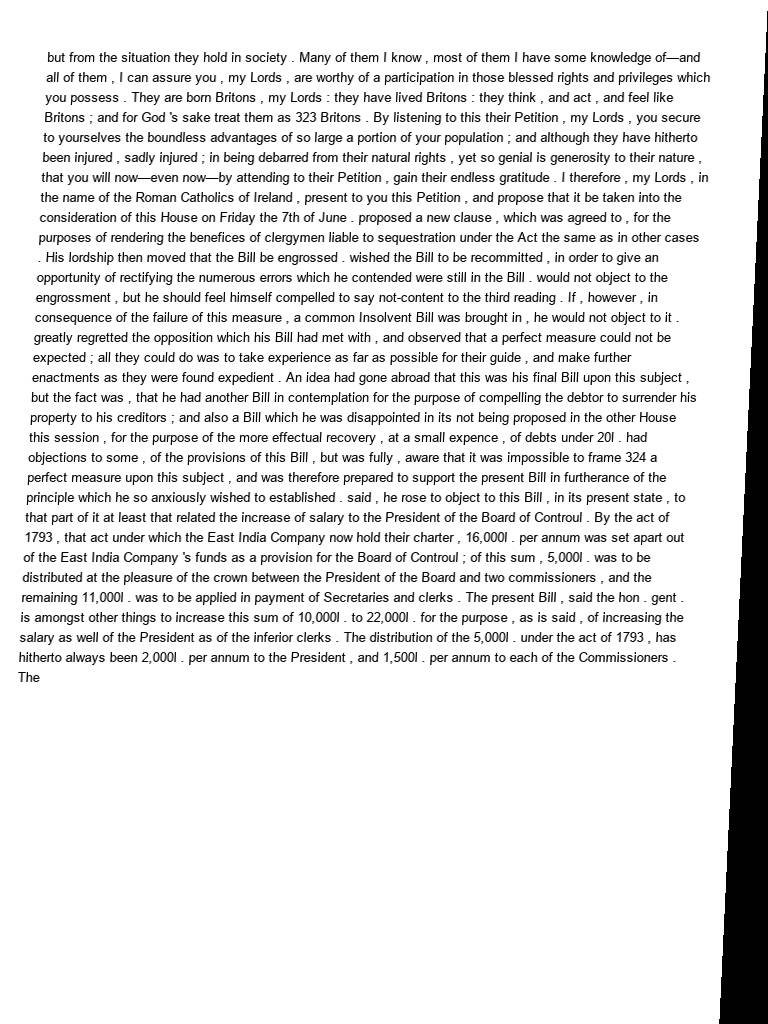 but from the situation they hold in society . Many of them I know , most of them I have some knowledge of—and
all of them , I can assure you , my Lords , are worthy of a participation in those blessed rights and privileges which
you possess . They are born Britons , my Lords : they have lived Britons : they think , and act , and feel like
Britons ; and for God 's sake treat them as 323 Britons . By listening to this their Petition , my Lords , you secure
to yourselves the boundless advantages of so large a portion of your population ; and although they have hitherto
been injured , sadly injured ; in being debarred from their natural rights , yet so genial is generosity to their nature ,
that you will now—even now—by attending to their Petition , gain their endless gratitude . I therefore , my Lords , in
the name of the Roman Catholics of Ireland , present to you this Petition , and propose that it be taken into the
consideration of this House on Friday the 7th of June . proposed a new clause , which was agreed to , for the
purposes of rendering the benefices of clergymen liable to sequestration under the Act the same as in other cases
. His lordship then moved that the Bill be engrossed . wished the Bill to be recommitted , in order to give an
opportunity of rectifying the numerous errors which he contended were still in the Bill . would not object to the
engrossment , but he should feel himself compelled to say not-content to the third reading . If , however , in
consequence of the failure of this measure , a common Insolvent Bill was brought in , he would not object to it .
greatly regretted the opposition which his Bill had met with , and observed that a perfect measure could not be
expected ; all they could do was to take experience as far as possible for their guide , and make further
enactments as they were found expedient . An idea had gone abroad that this was his final Bill upon this subject ,
but the fact was , that he had another Bill in contemplation for the purpose of compelling the debtor to surrender his
property to his creditors ; and also a Bill which he was disappointed in its not being proposed in the other House
this session , for the purpose of the more effectual recovery , at a small expence , of debts under 20l . had
objections to some , of the provisions of this Bill , but was fully , aware that it was impossible to frame 324 a
perfect measure upon this subject , and was therefore prepared to support the present Bill in furtherance of the
principle which he so anxiously wished to established . said , he rose to object to this Bill , in its present state , to
that part of it at least that related the increase of salary to the President of the Board of Controul . By the act of
1793 , that act under which the East India Company now hold their charter , 16,000l . per annum was set apart out
of the East India Company 's funds as a provision for the Board of Controul ; of this sum , 5,000l . was to be
distributed at the pleasure of the crown between the President of the Board and two commissioners , and the
remaining 11,000l . was to be applied in payment of Secretaries and clerks . The present Bill , said the hon . gent .
is amongst other things to increase this sum of 10,000l . to 22,000l . for the purpose , as is said , of increasing the
salary as well of the President as of the inferior clerks . The distribution of the 5,000l . under the act of 1793 , has
hitherto always been 2,000l . per annum to the President , and 1,500l . per annum to each of the Commissioners .
The